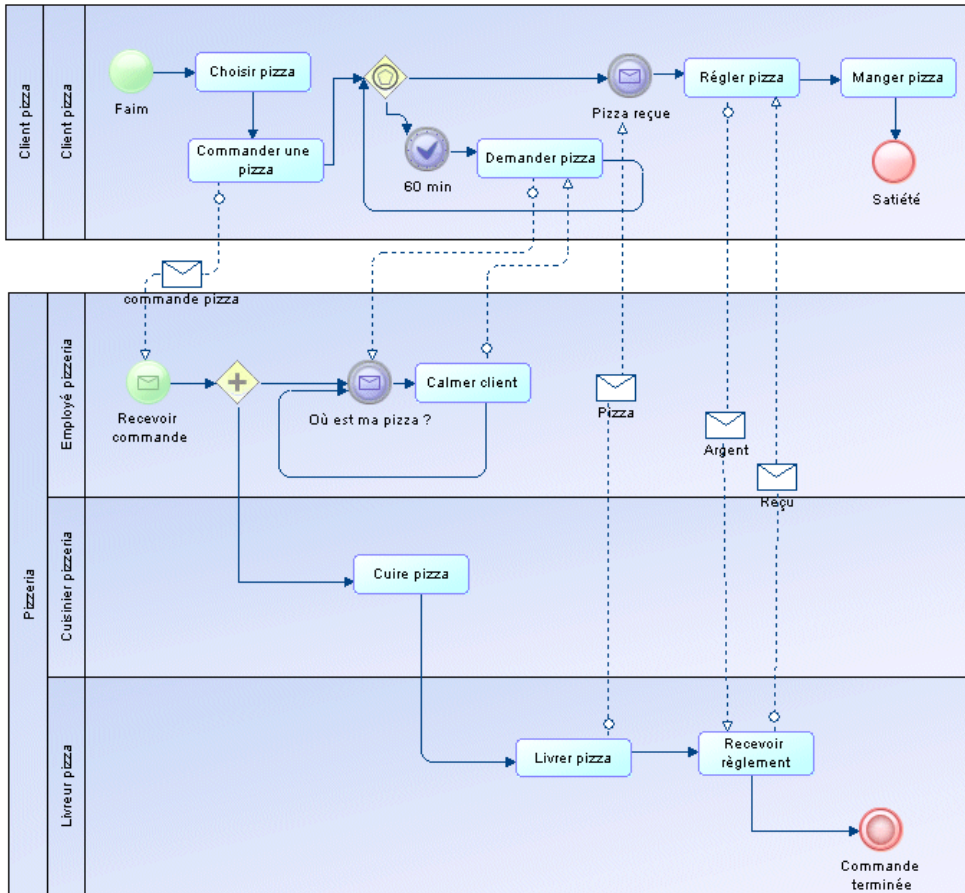 Client pizza
Client pizza
Faim
Choisir pizza
Commander une
pizza
60 min
Demander pizza
Pizza reçue
Régler pizza
Manger pizza
Satiété
commande pizza
Pizzeria
Employé pizzeria
Recevoir
commande
Où est ma pizza ?
Calmer client
Pizza
Argent
Reçu
Cuisinier pizzeria
Cuire pizza
Livreur pizza
Livrer pizza
Recevoir
règlement
Commande
terminée